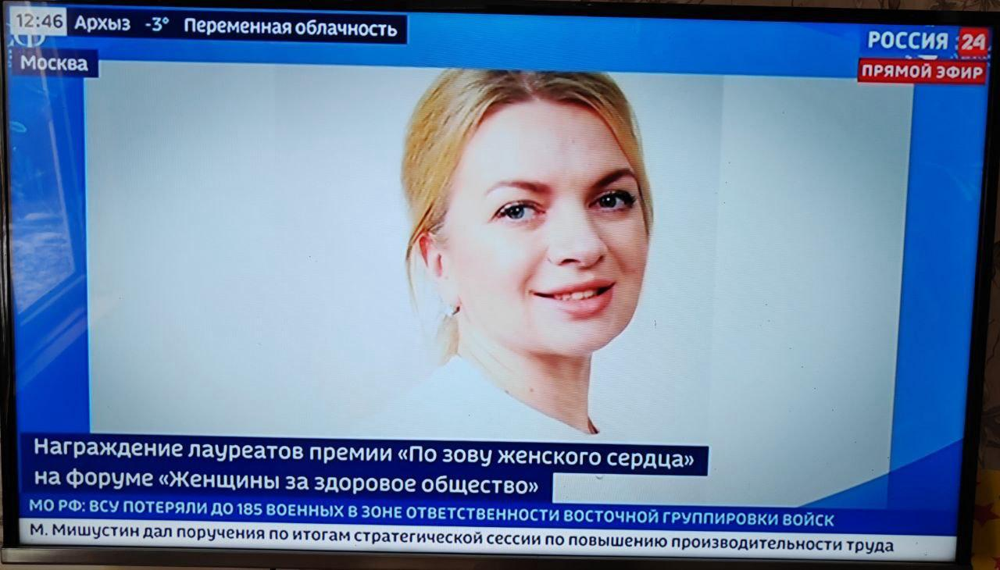 12:46 Архыз -3° Переменная облачность
РОССИЯ 24
Москва
ПРЯМОЙ ЭФИР
Награждение лауреатов премии «По зову женского сердца»
на форуме «Женщины за здоровое общество»
МО РФ: ВСУ ПОТЕРЯЛИ ДО 185 ВОЕННЫХ В ЗОНЕ ОТВЕТСТВЕННОСТИ ВОСТОЧНОЙ ГРУППИРОВКИ ВОЙСК
М. Мишустин дал поручения по итогам стратегической сессии по повышению производительности труда